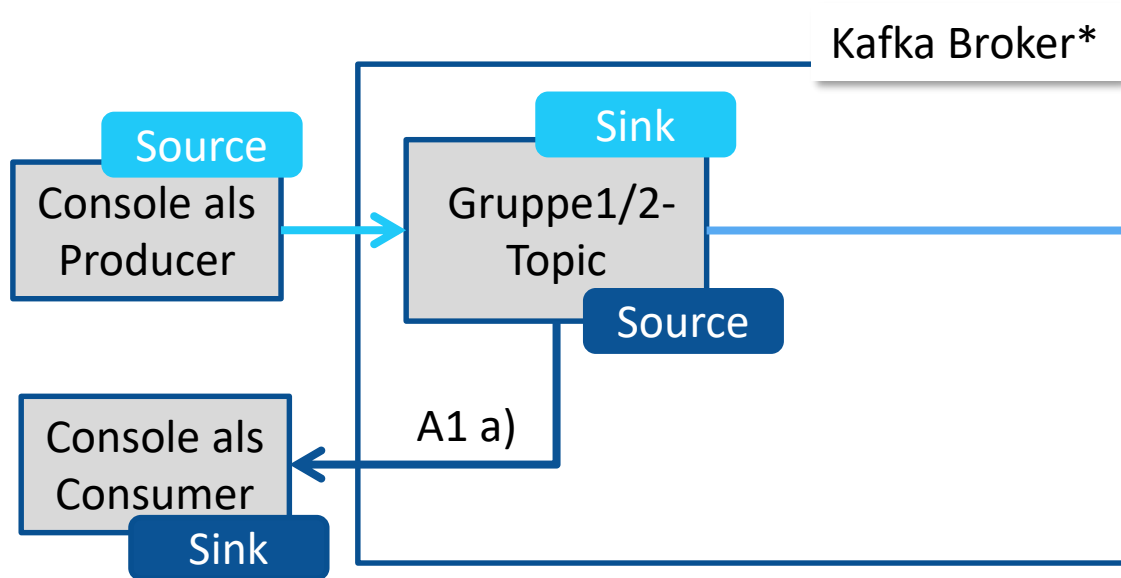 Kafka Broker*
Source
Console als
Producer
Sink
Gruppe1/2-
Topic
Source
A1 a)
Console als
Consumer
Sink